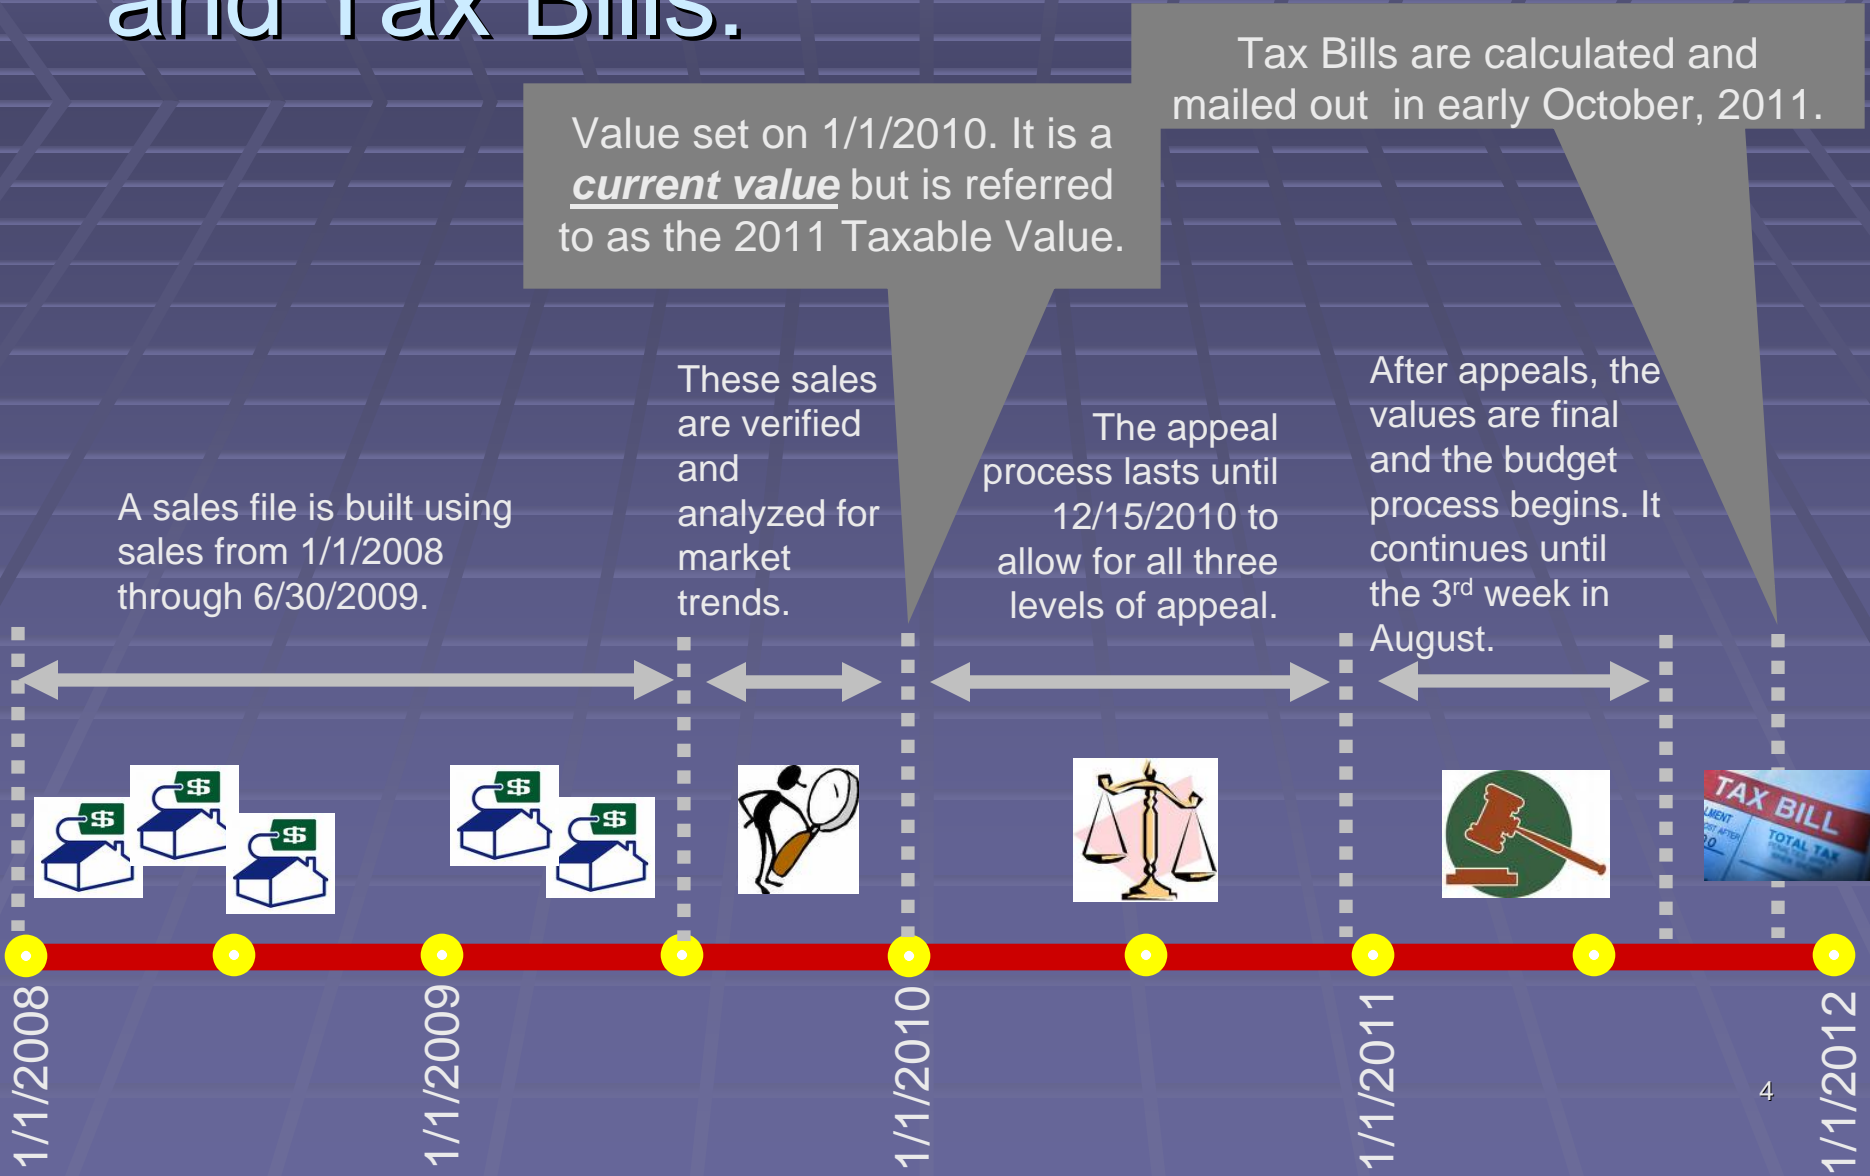 and Tax Bills.
Tax Bills are calculated and
mailed out in early October, 2011.
Value set on 1/1/2010. It is a
current value but is referred
to as the 2011 Taxable Value.
A sales file is built using
sales from 1/1/2008
through 6/30/2009.
These sales
are verified
and
analyzed for
market
trends.
The appeal
process lasts until
12/15/2010 to
allow for all three
levels of appeal.
After appeals, the
values are final
and the budget
process begins. It
continues until
the 3rd week in
August.
$
$
$
$
$
TAX BILL
TOTAL TAX
1/1/2008
1/1/2009
1/1/2010
1/1/2011
1/1/2012
4